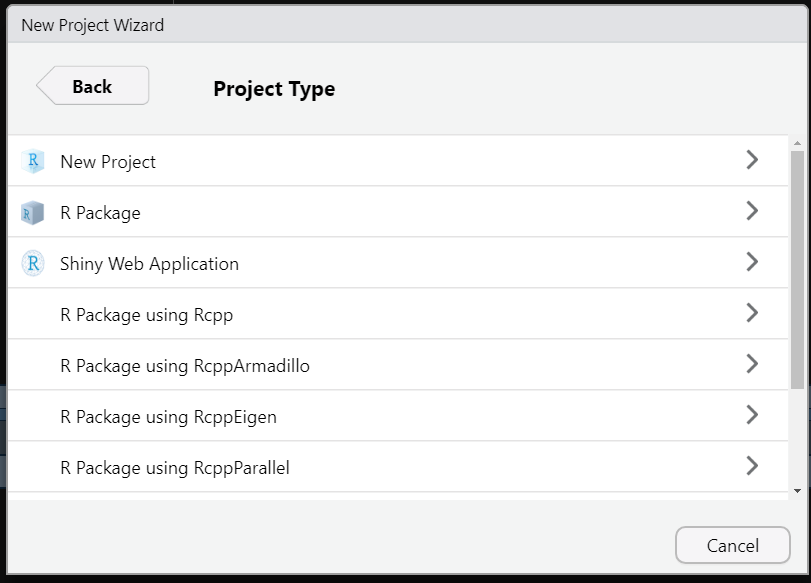 New Project Wizard
Back
Project Type
R New Project
R R Package
R Shiny Web Application
R Package using Rcpp
R Package using RcppArmadillo
R Package using RcppEigen
R Package using RcppParallel
Cancel